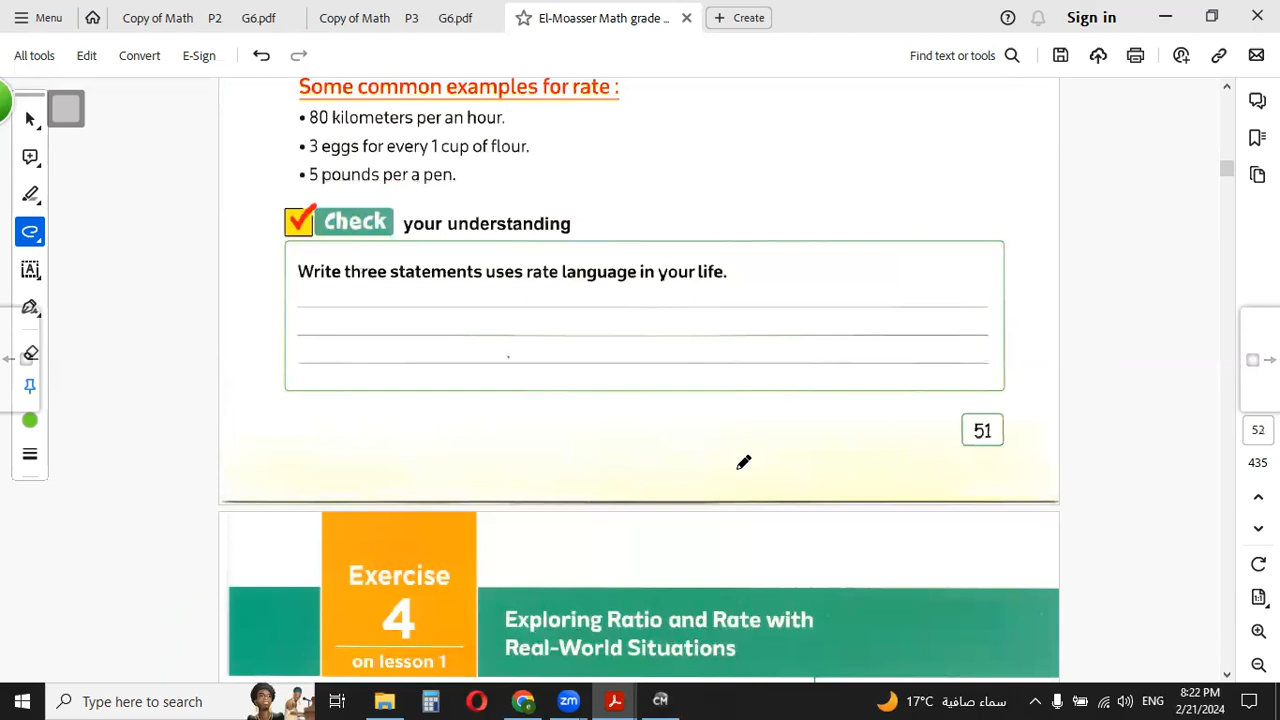 Menu
Copy of Math P2 G6.pdf
Copy of Math P3 G6.pdf
El-Moasser Math grade ...
Create
Sign in
All tools
Edit
Convert
E-Sign
Find text or tools
Some common examples for rate :
• 80 kilometers per an hour.
• 3 eggs for every 1 cup of flour.
• 5 pounds per a pen.
Check your understanding
Write three statements uses rate language in your life.
51
52
435
Exercise
4
on lesson 1
Exploring Ratio and Rate with
Real-World Situations
Type here to search
zm
CM
17°C سماء صافية
ENG
8:22 PM
2/21/2024
1